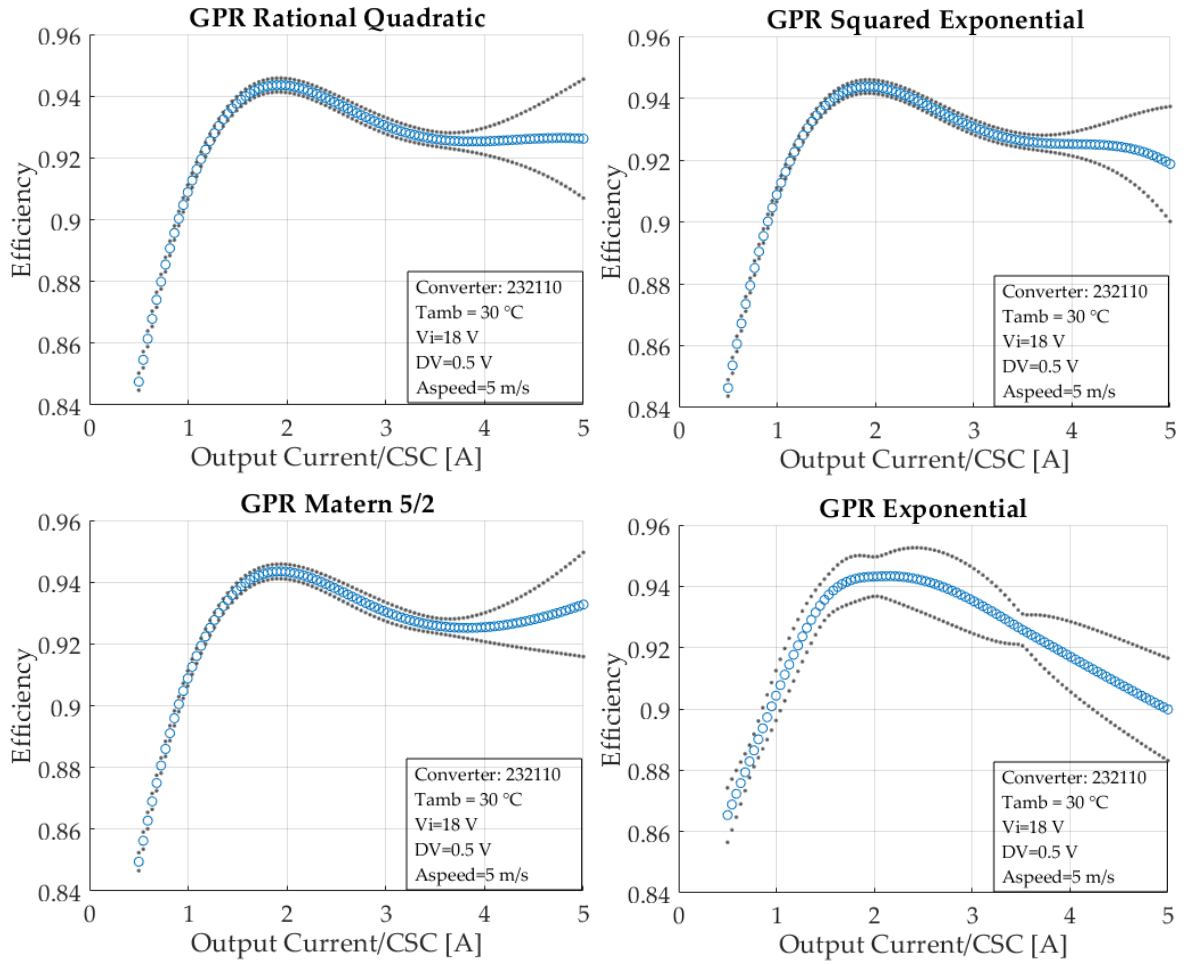 GPR Rational Quadratic
0.96
0.94
0.92
0.9
0.88
0.86
0.84
Efficiency
Converter: 232110
Tamb = 30 °C
Vi=18 V
DV=0.5 V
Aspeed=5 m/s
0 1 2 3 4 5
Output Current/CSC [A]
GPR Squared Exponential
0.96
0.94
0.92
0.9
0.88
0.86
0.84
Efficiency
Converter: 232110
Tamb = 30 °C
Vi=18 V
DV=0.5 V
Aspeed=5 m/s
0 1 2 3 4 5
Output Current/CSC [A]
GPR Matern 5/2
0.96
0.94
0.92
0.9
0.88
0.86
0.84
Efficiency
Converter: 232110
Tamb = 30 °C
Vi=18 V
DV=0.5 V
Aspeed=5 m/s
0 1 2 3 4 5
Output Current/CSC [A]
GPR Exponential
0.96
0.94
0.92
0.9
0.88
0.86
0.84
Efficiency
Converter: 232110
Tamb = 30 °C
Vi=18 V
DV=0.5 V
Aspeed=5 m/s
0 1 2 3 4 5
Output Current/CSC [A]